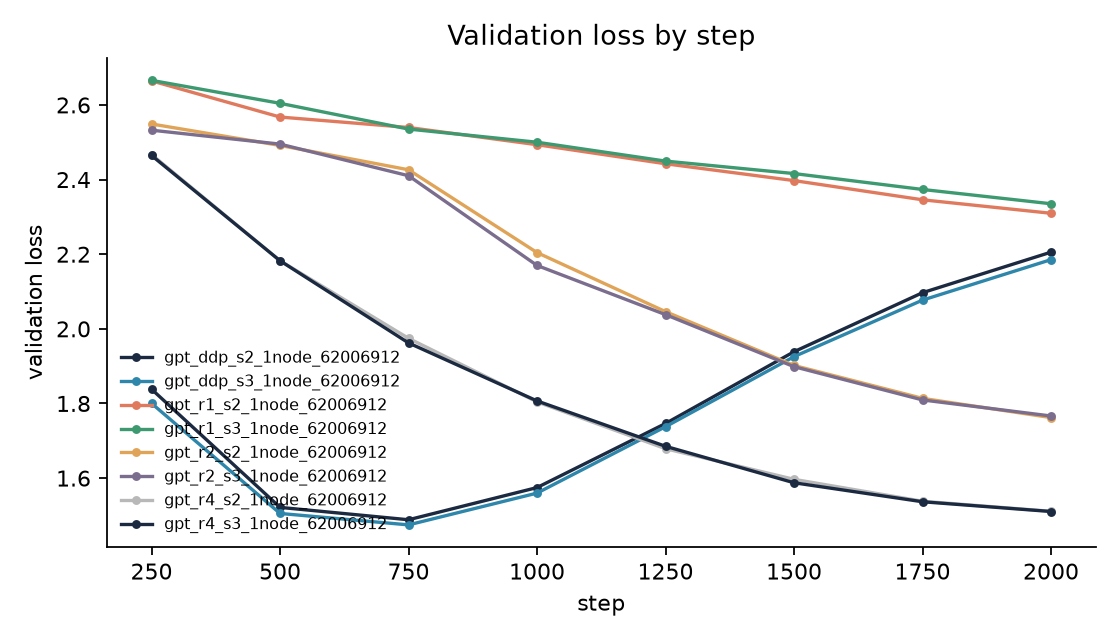 Validation loss by step
validation loss
2.6
2.4
2.2
2.0
1.8
1.6
gpt_ddp_s2_1node_62006912
gpt_ddp_s3_1node_62006912
gpt_r1_s2_1node_62006912
gpt_r1_s3_1node_62006912
gpt_r2_s2_1node_62006912
gpt_r2_s3_1node_62006912
gpt_r4_s2_1node_62006912
gpt_r4_s3_1node_62006912
250 500 750 1000 1250 1500 1750 2000
step